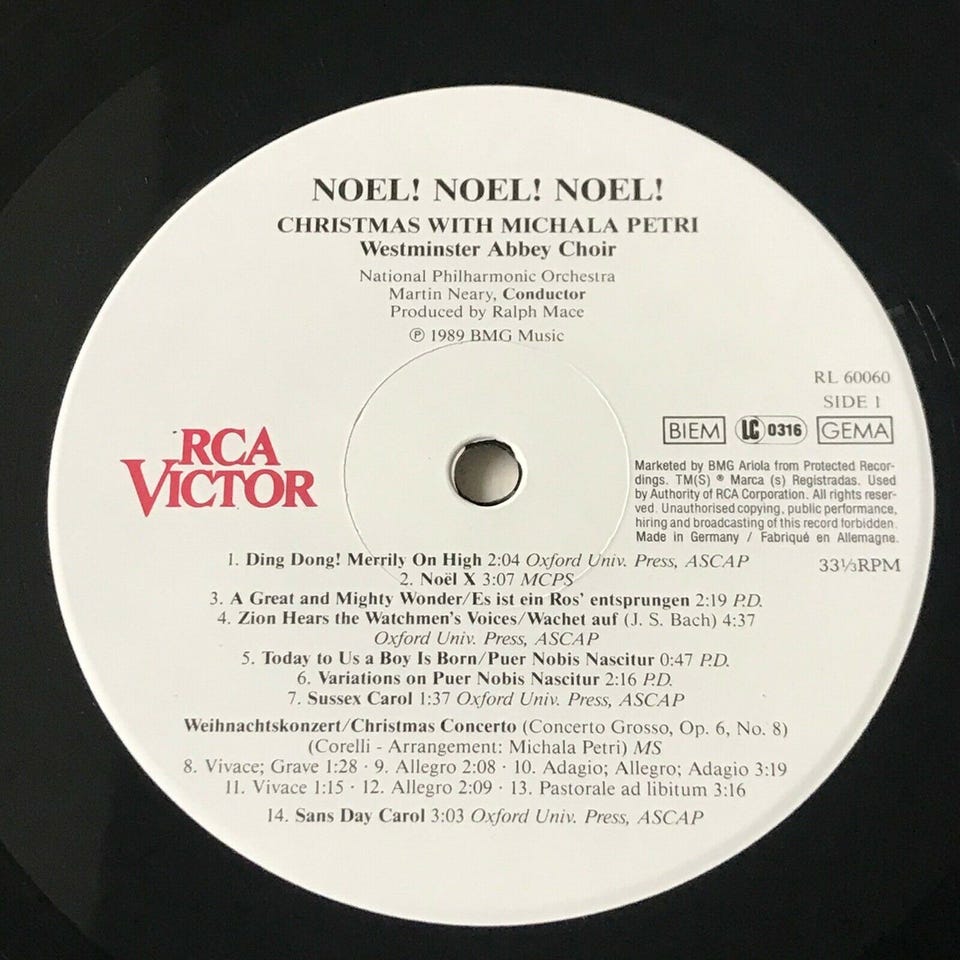 NOEL! NOEL! NOEL!
CHRISTMAS WITH MICHALA PETRI
Westminster Abbey Choir
National Philharmonic Orchestra
Martin Neary, Conductor
Produced by Ralph Mace
℗ 1989 BMG Music
RL 60060
SIDE 1
BIEM LC 0316 GEMA
RCA
VICTOR
Marketed by BMG Ariola from Protected Recor-
dings. TM(S) ® Marca (s) Registradas. Used
by Authority of RCA Corporation. All rights reser-
ved. Unauthorised copying, public performance,
hiring and broadcasting of this record forbidden.
Made in Germany / Fabriqué en Allemagne.
33⅓RPM
1. Ding Dong! Merrily On High 2:04 Oxford Univ. Press, ASCAP
2. Noël X 3:07 MCPS
3. A Great and Mighty Wonder/Es ist ein Ros' entsprungen 2:19 P.D.
4. Zion Hears the Watchmen's Voices/Wachet auf (J. S. Bach) 4:37
Oxford Univ. Press, ASCAP
5. Today to Us a Boy Is Born/Puer Nobis Nascitur 0:47 P.D.
6. Variations on Puer Nobis Nascitur 2:16 P.D.
7. Sussex Carol 1:37 Oxford Univ. Press, ASCAP
Weihnachtskonzert/Christmas Concerto (Concerto Grosso, Op. 6, No. 8)
(Corelli - Arrangement: Michala Petri) MS
8. Vivace; Grave 1:28 · 9. Allegro 2:08 · 10. Adagio; Allegro; Adagio 3:19
11. Vivace 1:15 · 12. Allegro 2:09 · 13. Pastorale ad libitum 3:16
14. Sans Day Carol 3:03 Oxford Univ. Press, ASCAP